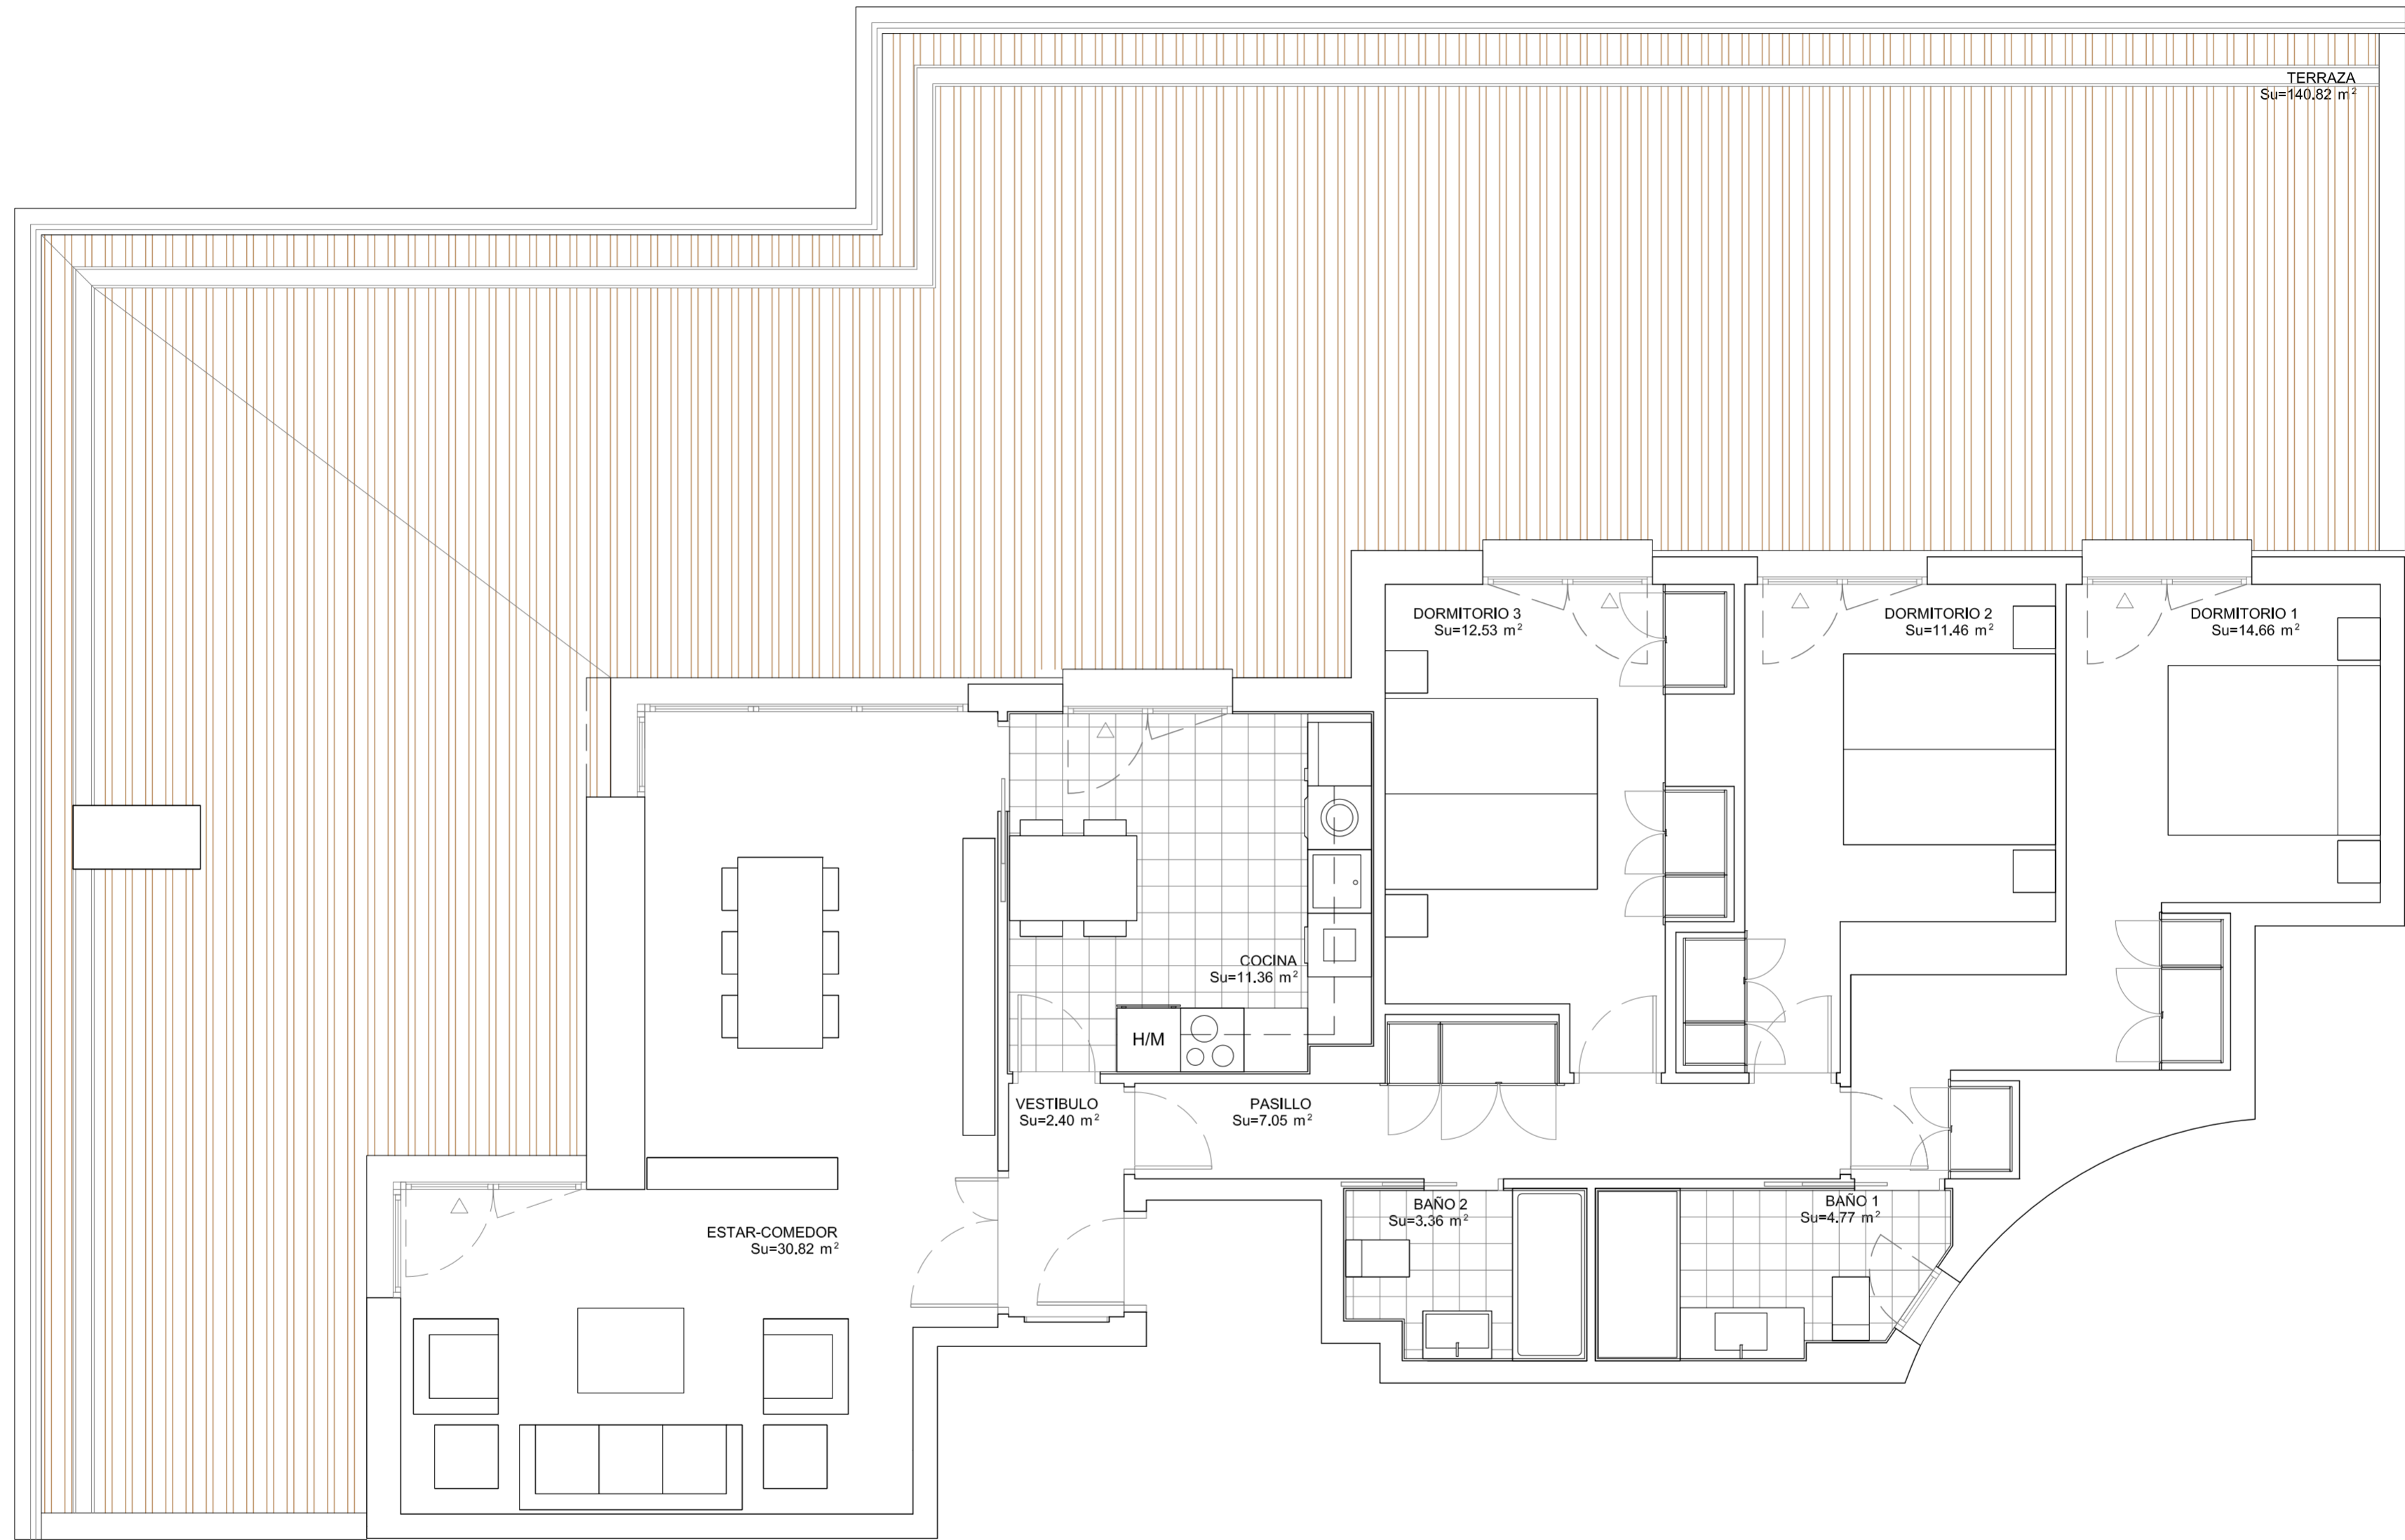 TERRAZA
Su=140.82 m²
DORMITORIO 3
Su=12.53 m²
DORMITORIO 2
Su=11.46 m²
DORMITORIO 1
Su=14.66 m²
COCINA
Su=11.36 m²
H/M
VESTIBULO
Su=2.40 m²
PASILLO
Su=7.05 m²
BAÑO 2
Su=3.36 m²
BAÑO 1
Su=4.77 m²
ESTAR-COMEDOR
Su=30.82 m²